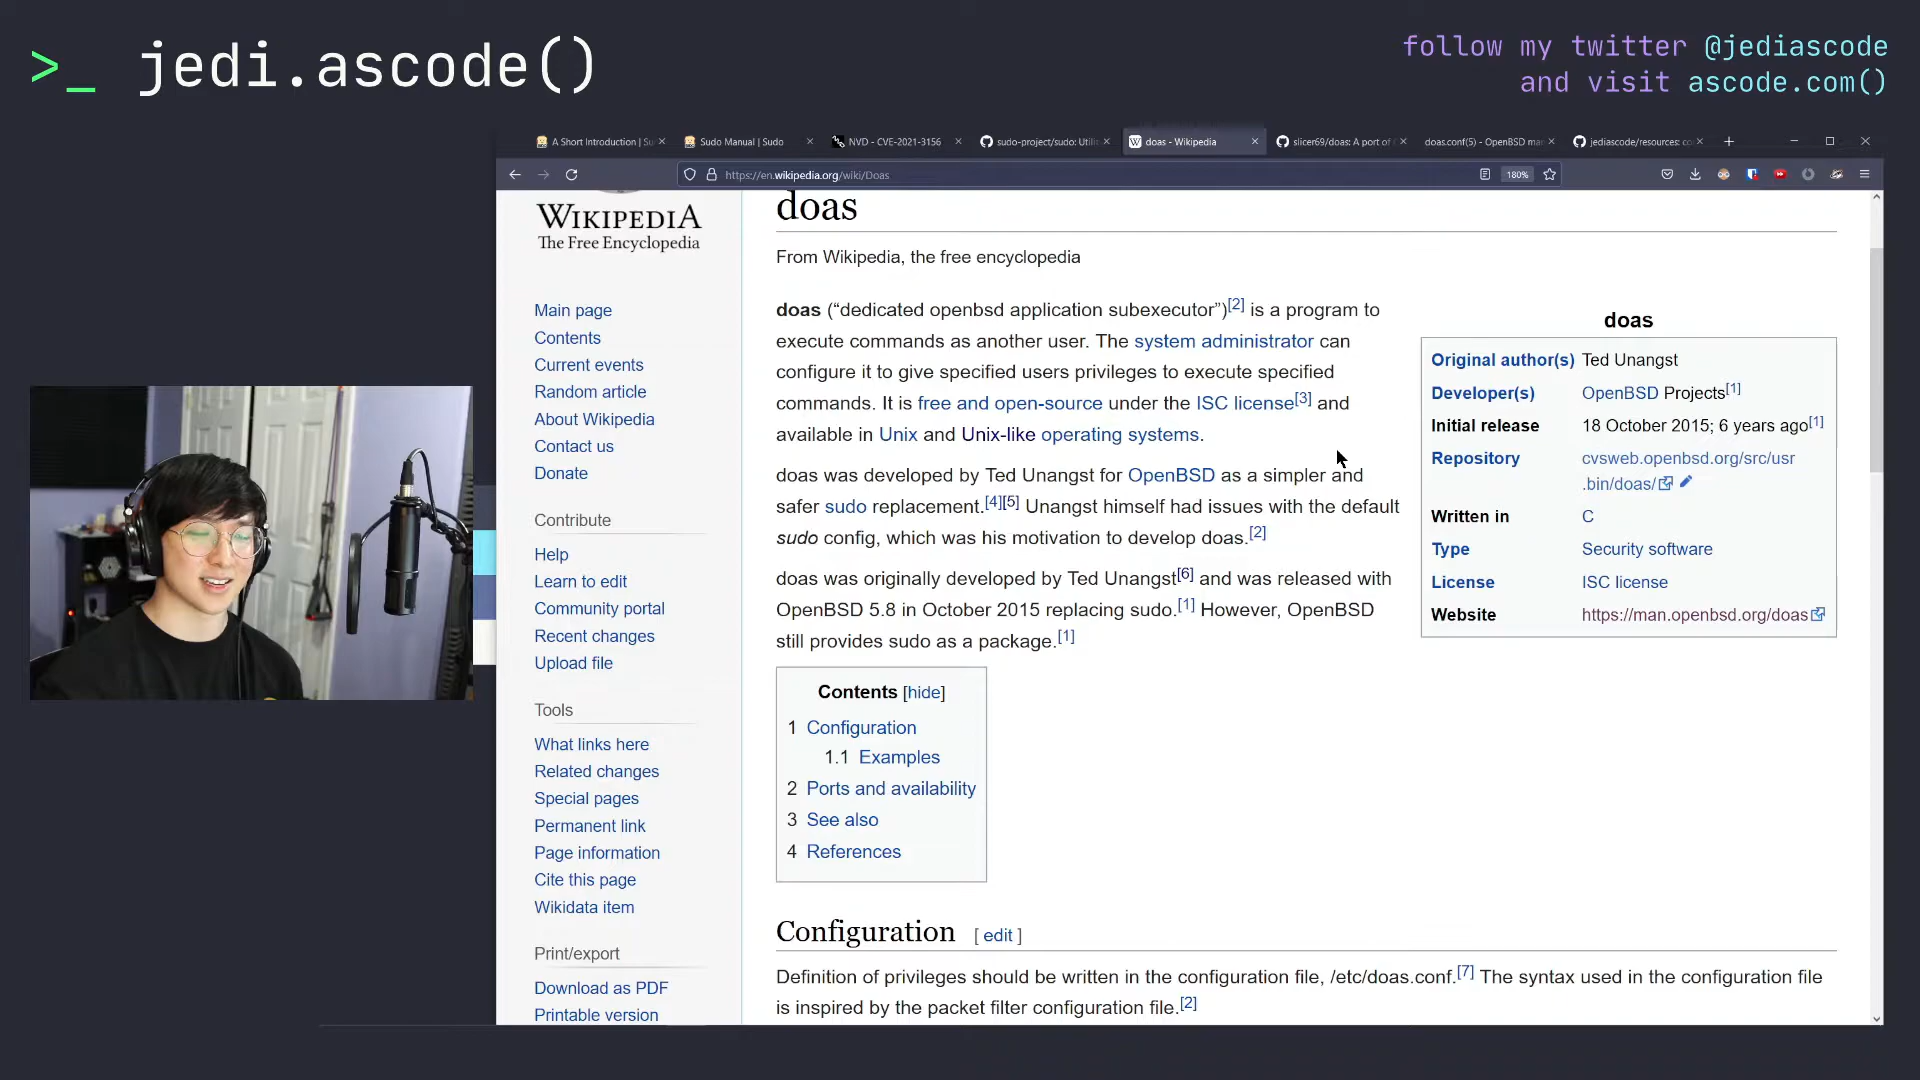 >_ jedi.ascode()
follow my twitter @jediascode
and visit ascode.com()
A Short Introduction | Su
Sudo Manual | Sudo
NVD - CVE-2021-3156
sudo-project/sudo: Utili
doas - Wikipedia
slicer69/doas: A port of
doas.conf(5) - OpenBSD ma
jediascode/resources: co
https://en.wikipedia.org/wiki/Doas
180%
WIKIPEDIA
The Free Encyclopedia
Main page
Contents
Current events
Random article
About Wikipedia
Contact us
Donate
Contribute
Help
Learn to edit
Community portal
Recent changes
Upload file
Tools
What links here
Related changes
Special pages
Permanent link
Page information
Cite this page
Wikidata item
Print/export
Download as PDF
Printable version
doas
From Wikipedia, the free encyclopedia
doas (“dedicated openbsd application subexecutor”)[2] is a program to
execute commands as another user. The system administrator can
configure it to give specified users privileges to execute specified
commands. It is free and open-source under the ISC license[3] and
available in Unix and Unix-like operating systems.
doas was developed by Ted Unangst for OpenBSD as a simpler and
safer sudo replacement.[4][5] Unangst himself had issues with the default
sudo config, which was his motivation to develop doas.[2]
doas was originally developed by Ted Unangst[6] and was released with
OpenBSD 5.8 in October 2015 replacing sudo.[1] However, OpenBSD
still provides sudo as a package.[1]
doas
Original author(s) Ted Unangst
Developer(s) OpenBSD Projects[1]
Initial release 18 October 2015; 6 years ago[1]
Repository cvsweb.openbsd.org/src/usr
.bin/doas/
Written in C
Type Security software
License ISC license
Website https://man.openbsd.org/doas
Contents [hide]
1 Configuration
1.1 Examples
2 Ports and availability
3 See also
4 References
Configuration [ edit ]
Definition of privileges should be written in the configuration file, /etc/doas.conf.[7] The syntax used in the configuration file
is inspired by the packet filter configuration file.[2]